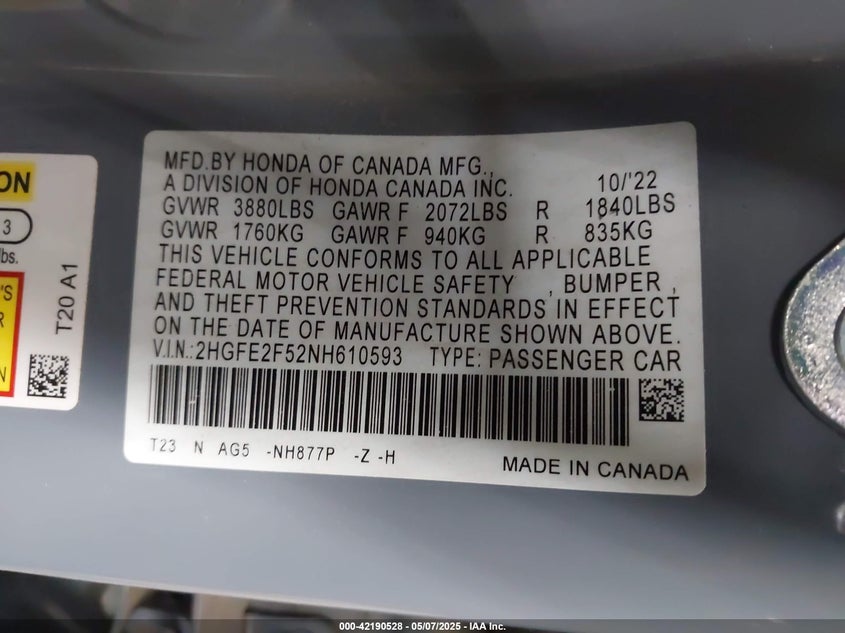 ON
3
lbs.
'S
R
N
T20 A1
MFD.BY HONDA OF CANADA MFG.,
A DIVISION OF HONDA CANADA INC. 10/'22
GVWR 3880LBS GAWR F 2072LBS R 1840LBS
GVWR 1760KG GAWR F 940KG R 835KG
THIS VEHICLE CONFORMS TO ALL APPLICABLE
FEDERAL MOTOR VEHICLE SAFETY , BUMPER ,
AND THEFT PREVENTION STANDARDS IN EFFECT
ON THE DATE OF MANUFACTURE SHOWN ABOVE.
V.I.N.:2HGFE2F52NH610593 TYPE: PASSENGER CAR
T23 N AG5 -NH877P -Z -H
MADE IN CANADA
000-42190528 — 05/07/2025 - IAA Inc.